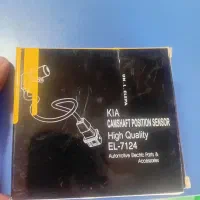 KIA
CAMSHAFT POSITION SENSOR
High Quality
EL-7124
Automotive Electric Parts &
Accessories